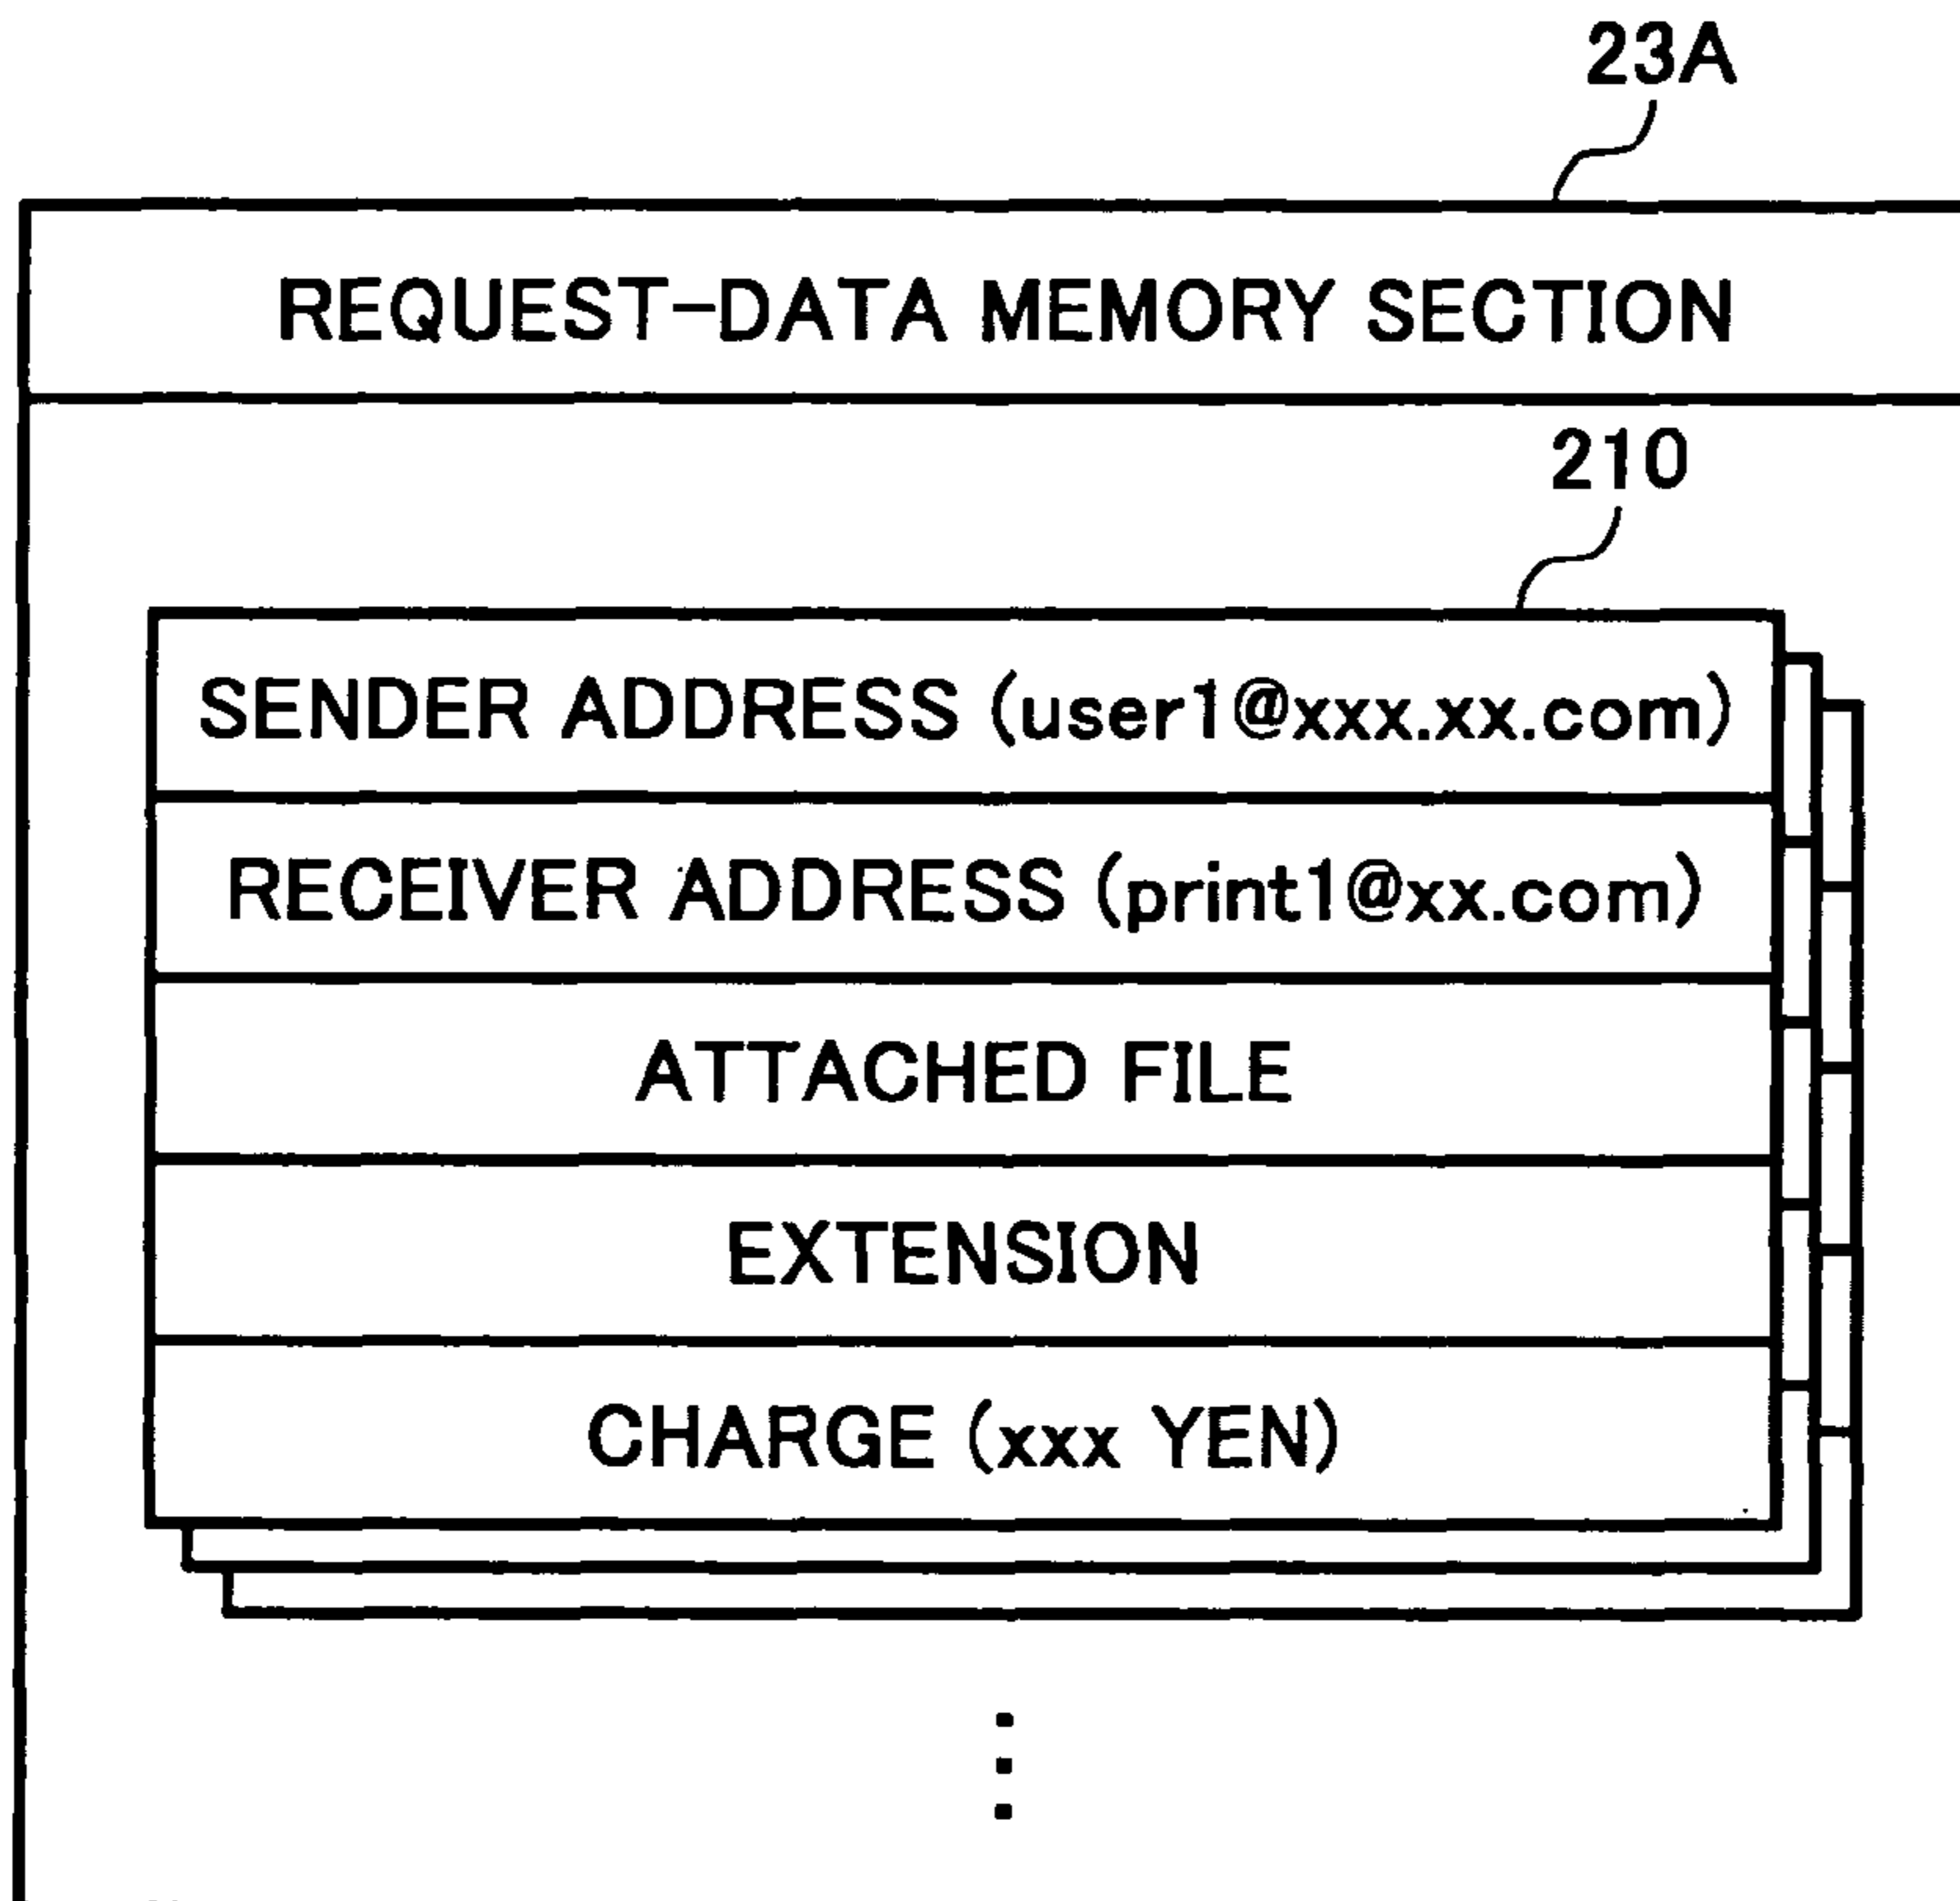 23A
REQUEST-DATA MEMORY SECTION
210
SENDER ADDRESS (user1@xxx.xx.com)
RECEIVER ADDRESS (print1@xx.com)
ATTACHED FILE
EXTENSION
CHARGE (xxx YEN)